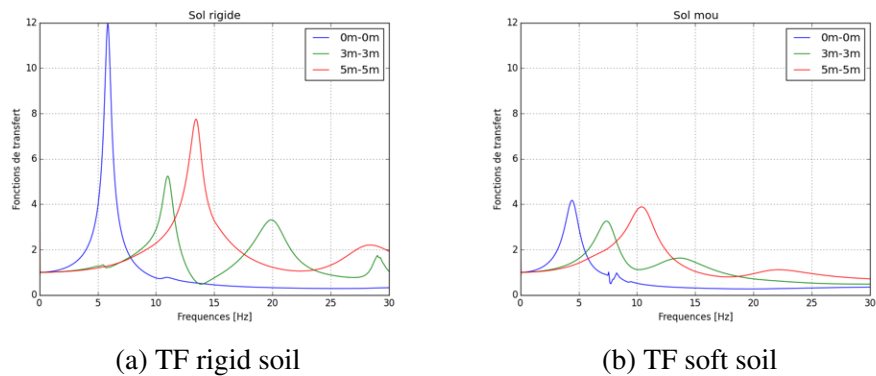 Sol rigide
12
10
8
6
4
2
0
Fonctions de transfert
0 5 10 15 20 25 30
Frequences [Hz]
0m-0m
3m-3m
5m-5m
(a) TF rigid soil
Sol mou
12
10
8
6
4
2
0
Fonctions de transfert
0 5 10 15 20 25 30
Frequences [Hz]
0m-0m
3m-3m
5m-5m
(b) TF soft soil